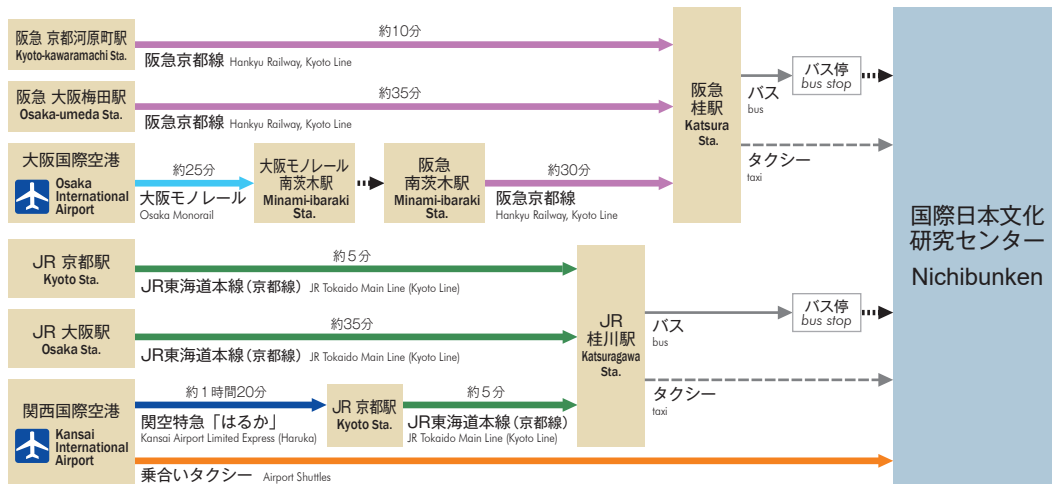 阪急 京都河原町駅
Kyoto-kawaramachi Sta.
約10分
阪急京都線 Hankyu Railway, Kyoto Line
阪急 大阪梅田駅
Osaka-umeda Sta.
約35分
阪急京都線 Hankyu Railway, Kyoto Line
大阪国際空港
Osaka
International
Airport
約25分
大阪モノレール
Osaka Monorail
大阪モノレール
南茨木駅
Minami-ibaraki
Sta.
阪急
南茨木駅
Minami-ibaraki
Sta.
約30分
阪急京都線
Hankyu Railway, Kyoto Line
阪急
桂駅
Katsura
Sta.
バス
bus
バス停
bus stop
タクシー
taxi
JR 京都駅
Kyoto Sta.
約5分
JR東海道本線(京都線) JR Tokaido Main Line (Kyoto Line)
JR 大阪駅
Osaka Sta.
約35分
JR東海道本線(京都線) JR Tokaido Main Line (Kyoto Line)
関西国際空港
Kansai
International
Airport
約1時間20分
関空特急「はるか」
Kansai Airport Limited Express (Haruka)
JR 京都駅
Kyoto Sta.
約5分
JR東海道本線(京都線)
JR Tokaido Main Line (Kyoto Line)
乗合いタクシー Airport Shuttles
JR
桂川駅
Katsuragawa
Sta.
バス
bus
バス停
bus stop
タクシー
taxi
国際日本文化
研究センター
Nichibunken